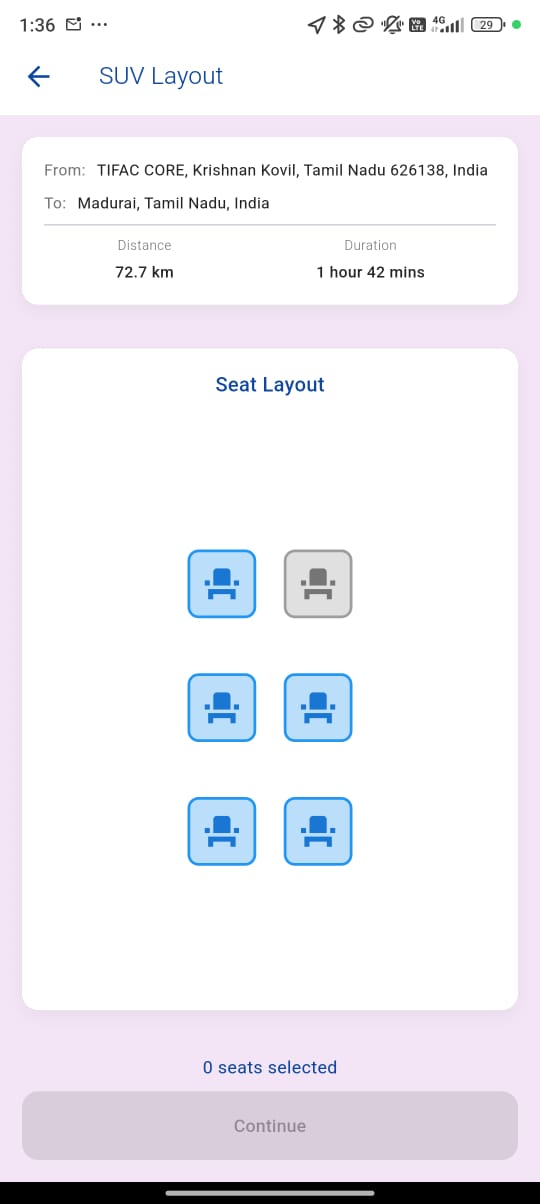 1:36 ... 4G 29
SUV Layout
From: TIFAC CORE, Krishnan Kovil, Tamil Nadu 626138, India
To: Madurai, Tamil Nadu, India
Distance Duration
72.7 km 1 hour 42 mins
Seat Layout
0 seats selected
Continue